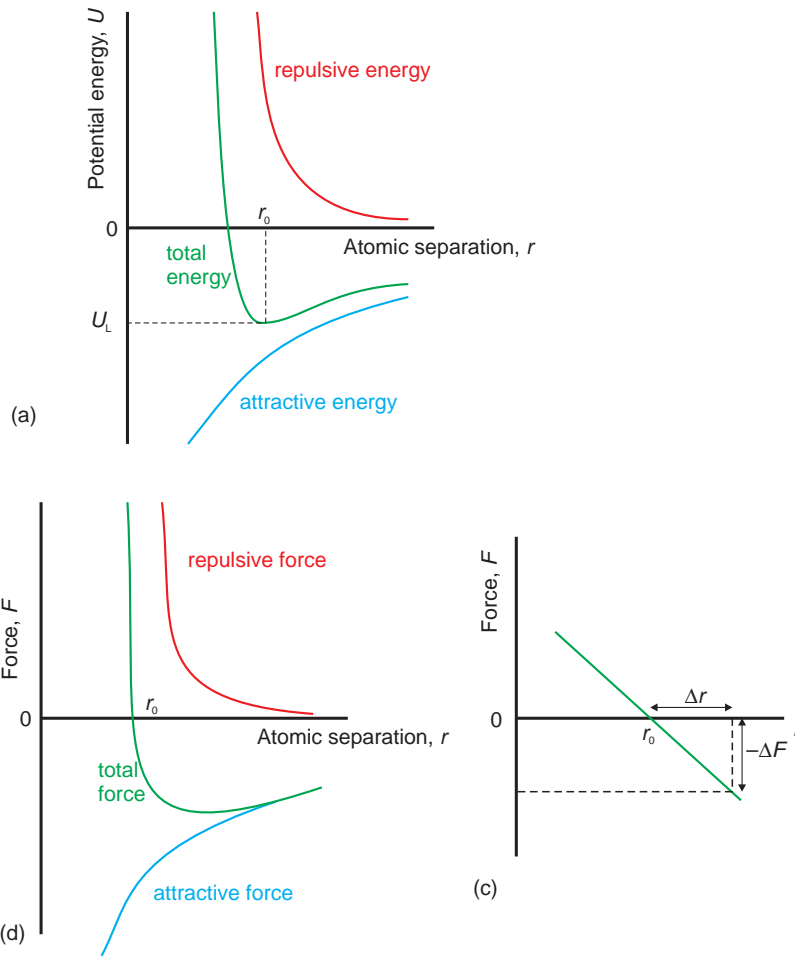 Potential energy, U
repulsive energy
r₀
0
Atomic separation, r
total
energy
U_L
attractive energy
(a)
Force, F
repulsive force
r₀
0
Atomic separation, r
total
force
attractive force
(d)
Force, F
Δr
0
r₀
−ΔF
(c)